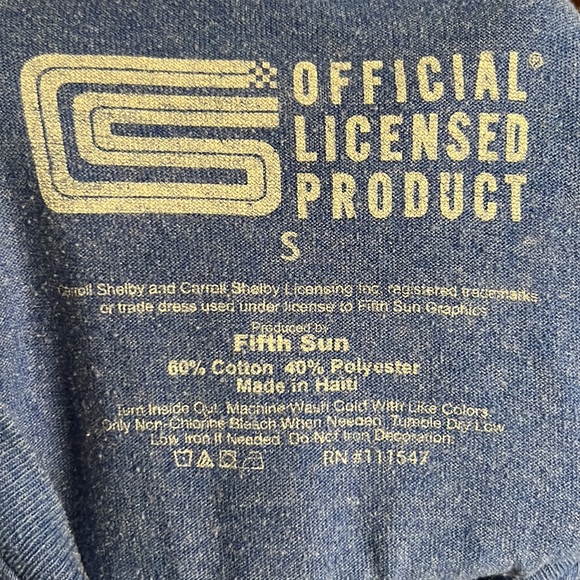 OFFICIAL®
LICENSED
PRODUCT
S
Carroll Shelby and Carroll Shelby Licensing Inc. registered trademarks
or trade dress used under license to Fifth Sun Graphics
Produced by
Fifth Sun
60% Cotton 40% Polyester
Made in Haiti
Turn Inside Out. Machine Wash Cold With Like Colors.
Only Non-Chlorine Bleach When Needed. Tumble Dry Low.
Low Iron If Needed. Do Not Iron Decoration.
RN #111547